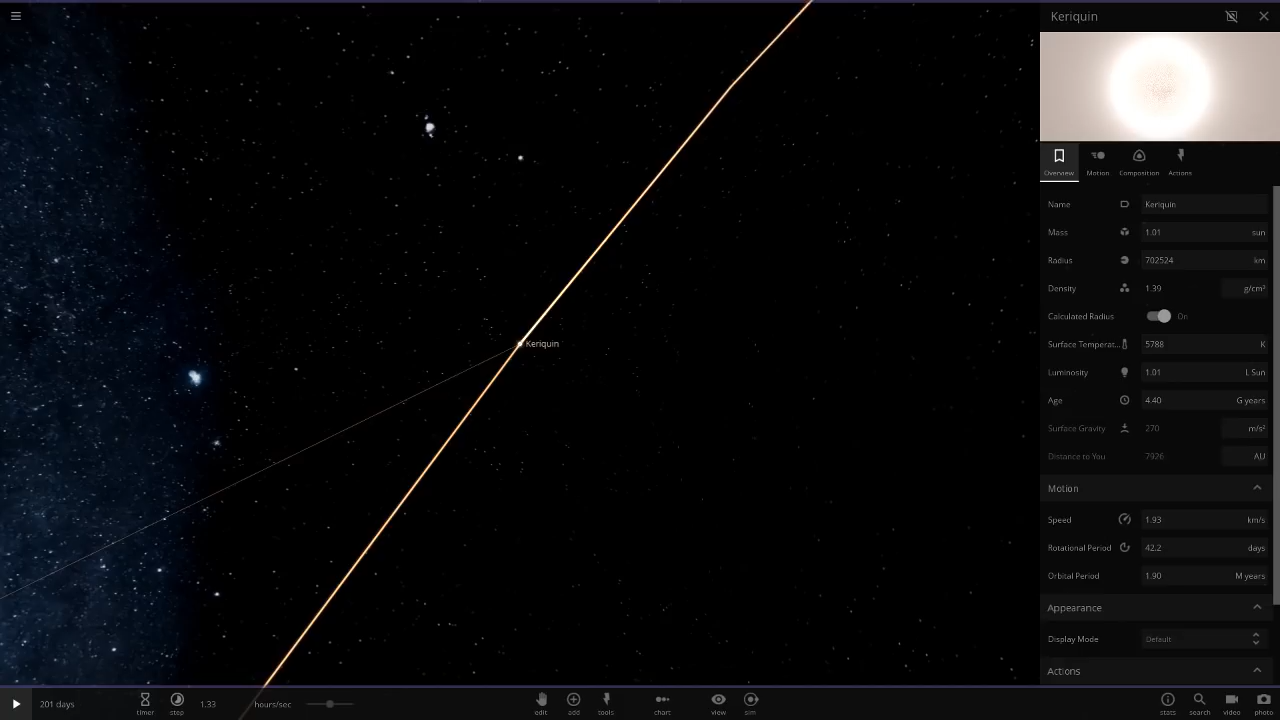 Keriquin
Overview
Motion
Composition
Actions
Name
Keriquin
Mass
1.01
sun
Radius
702524
km
Density
1.39
g/cm³
Calculated Radius
On
Surface Temperat...
5788
K
Luminosity
1.01
L Sun
Age
4.40
G years
Surface Gravity
270
m/s²
Distance to You
7926
AU
Motion
Speed
1.93
km/s
Rotational Period
42.2
days
Orbital Period
1.90
M years
Appearance
Display Mode
Default
Actions
Keriquin
201 days
timer
step
1.33
hours/sec
edit
add
tools
chart
view
sim
stats
search
video
photo